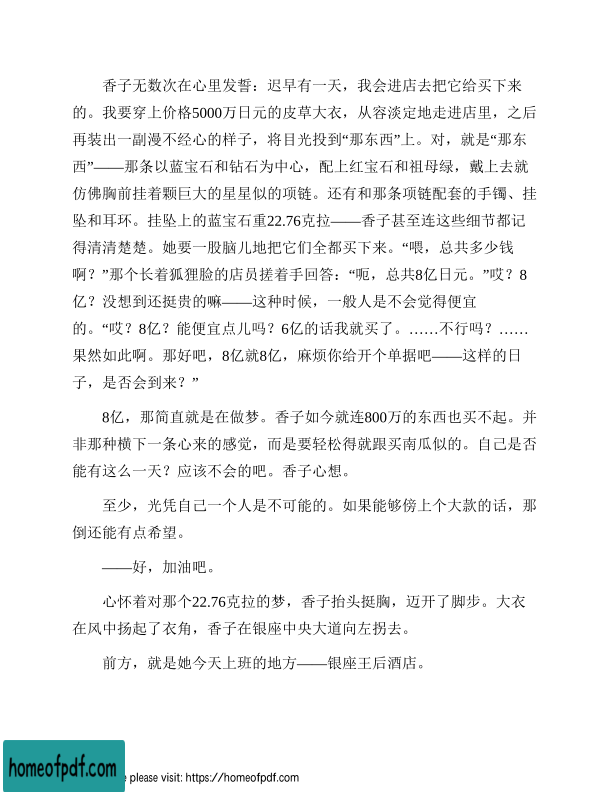 香子无数次在心里发誓：迟早有一天，我会进店去把它给买下来
的。我要穿上价格5000万日元的皮草大衣，从容淡定地走进店里，之后
再装出一副漫不经心的样子，将目光投到“那东西”上。对，就是“那东
西”——那条以蓝宝石和钻石为中心，配上红宝石和祖母绿，戴上去就
仿佛胸前挂着颗巨大的星星似的项链。还有和那条项链配套的手镯、挂
坠和耳环。挂坠上的蓝宝石重22.76克拉——香子甚至连这些细节都记
得清清楚楚。她要一股脑儿地把它们全都买下来。“喂，总共多少钱
啊？”那个长着狐狸脸的店员搓着手回答：“呃，总共8亿日元。”哎？8
亿？没想到还挺贵的嘛——这种时候，一般人是不会觉得便宜
的。“哎？8亿？能便宜点儿吗？6亿的话我就买了。……不行吗？……
果然如此啊。那好吧，8亿就8亿，麻烦你给开个单据吧——这样的日
子，是否会到来？”
8亿，那简直就是在做梦。香子如今就连800万的东西也买不起。并
非那种横下一条心来的感觉，而是要轻松得就跟买南瓜似的。自己是否
能有这么一天？应该不会的吧。香子心想。
至少，光凭自己一个人是不可能的。如果能够傍上个大款的话，那
倒还能有点希望。
——好，加油吧。
心怀着对那个22.76克拉的梦，香子抬头挺胸，迈开了脚步。大衣
在风中扬起了衣角，香子在银座中央大道向左拐去。
前方，就是她今天上班的地方——银座王后酒店。
homeofpdf.com
e please visit: https://homeofpdf.com